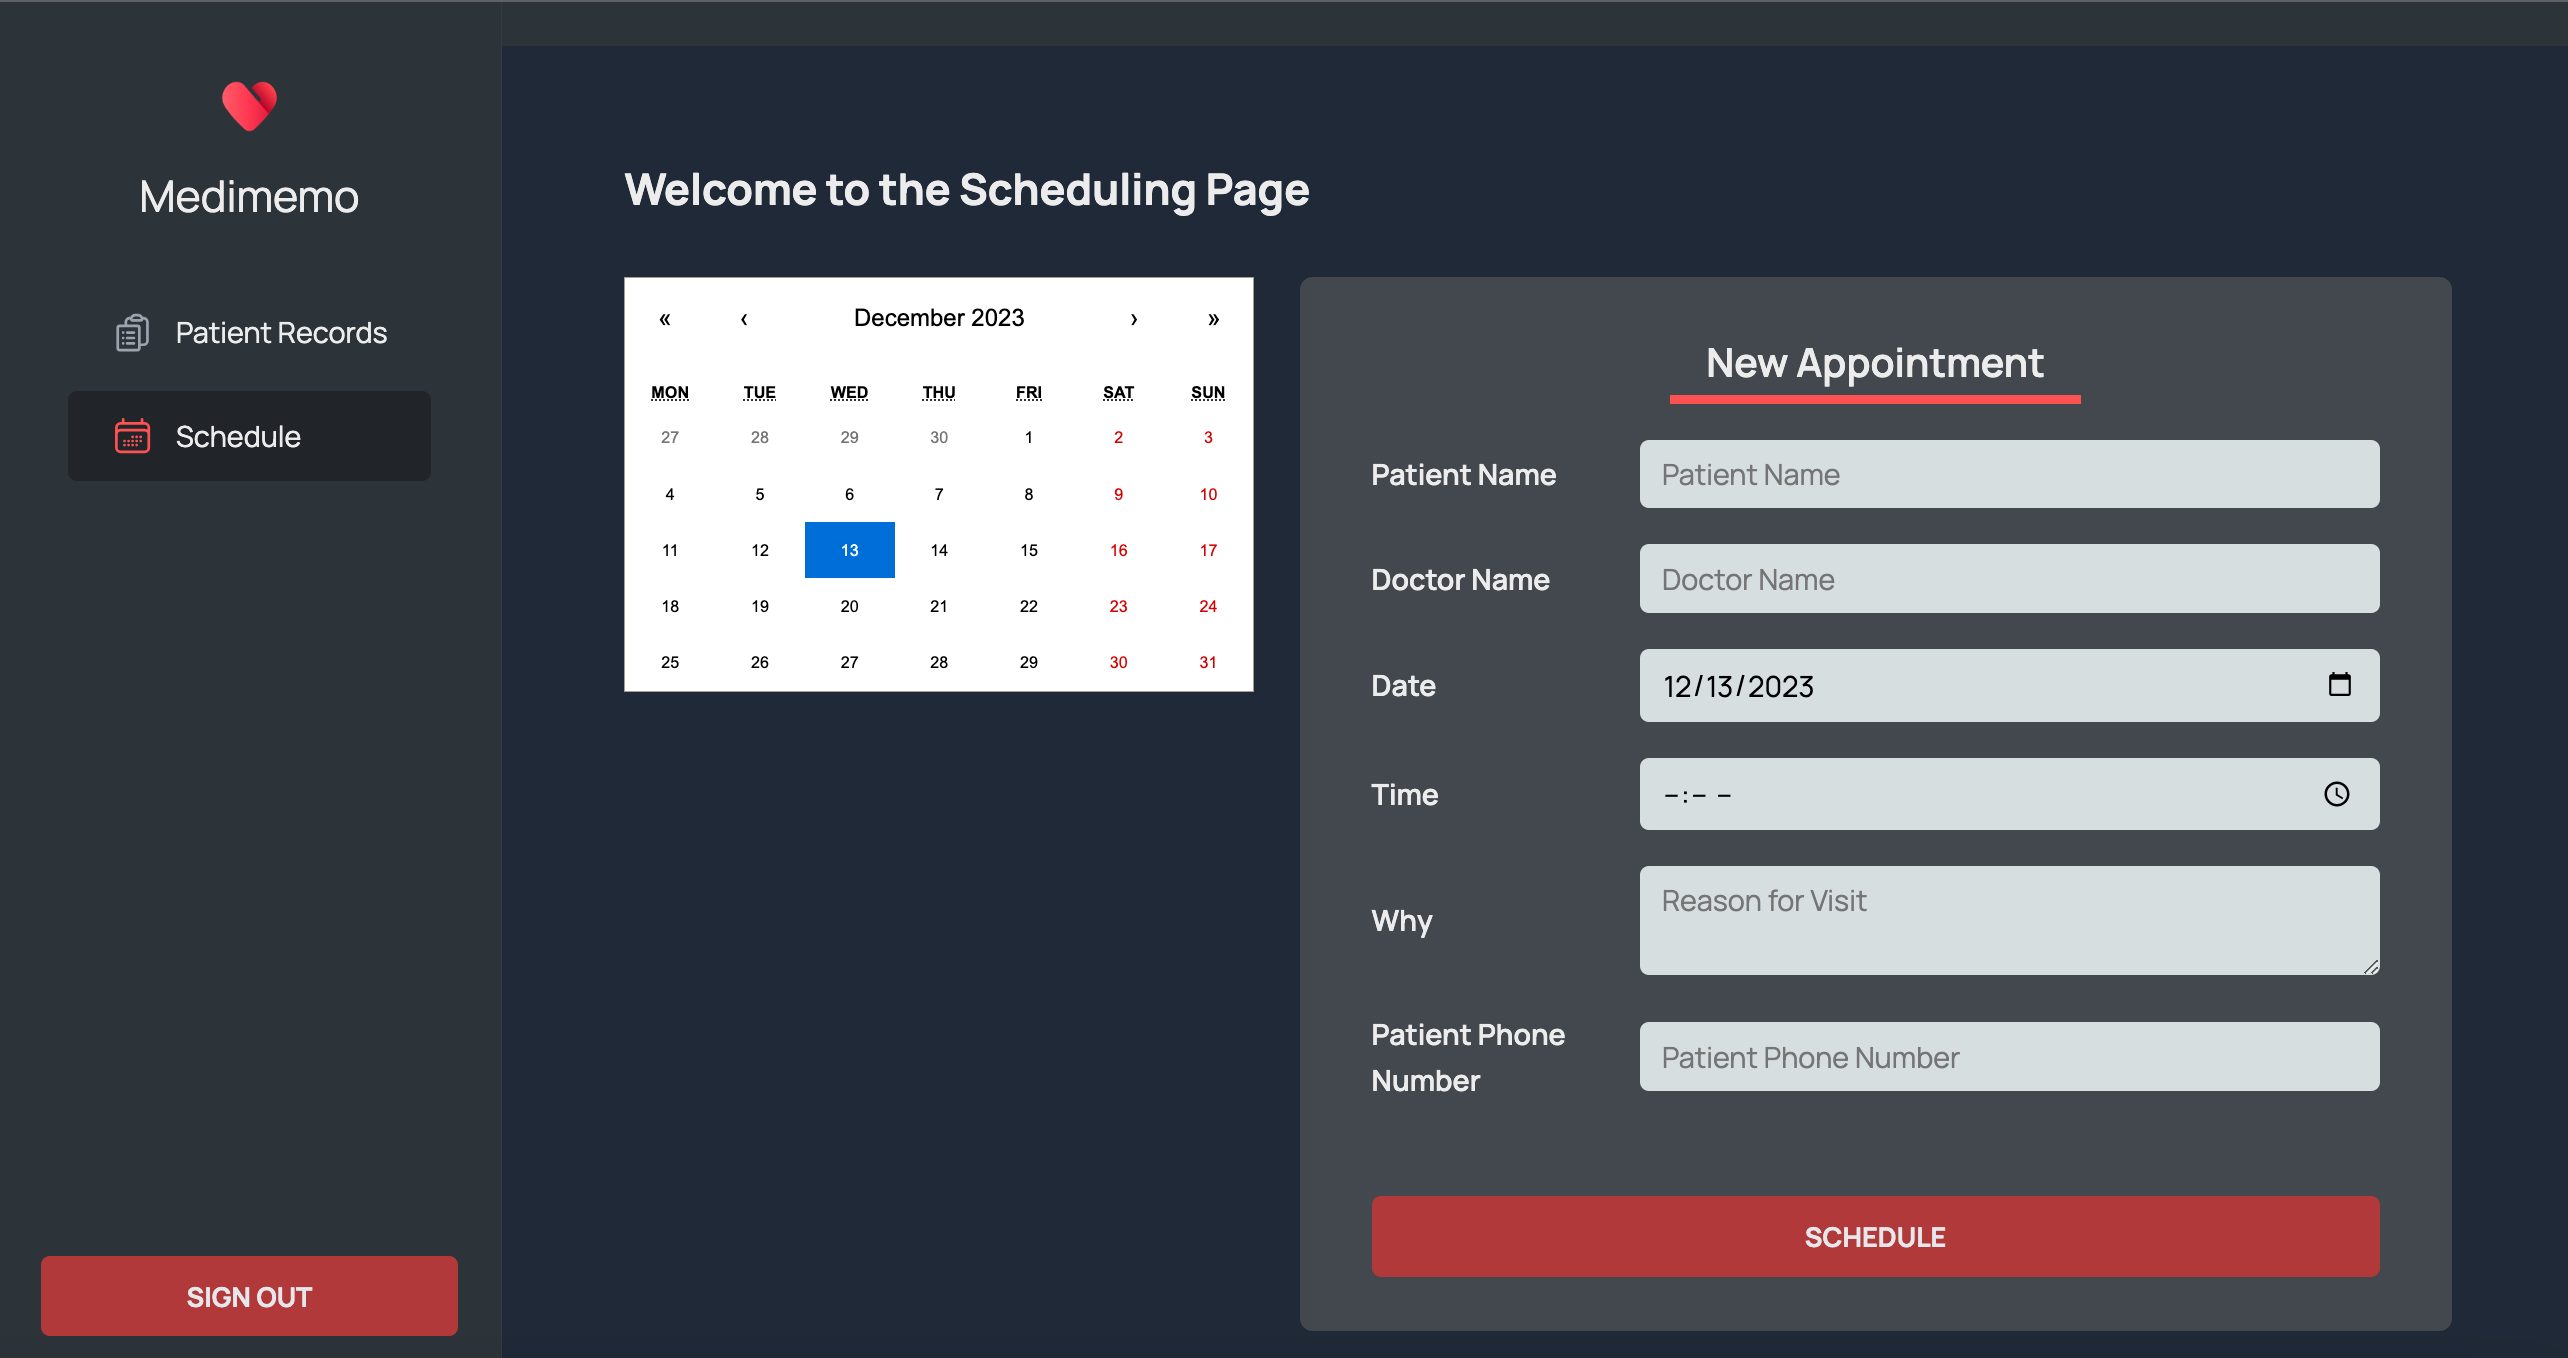 Medimemo
Patient Records
Schedule
SIGN OUT
Welcome to the Scheduling Page
« ‹ December 2023 › »
MON TUE WED THU FRI SAT SUN
27 28 29 30 1 2 3
4 5 6 7 8 9 10
11 12 13 14 15 16 17
18 19 20 21 22 23 24
25 26 27 28 29 30 31
New Appointment
Patient Name Patient Name
Doctor Name Doctor Name
Date 12/13/2023
Time –:– –
Why Reason for Visit
Patient Phone
Number Patient Phone Number
SCHEDULE